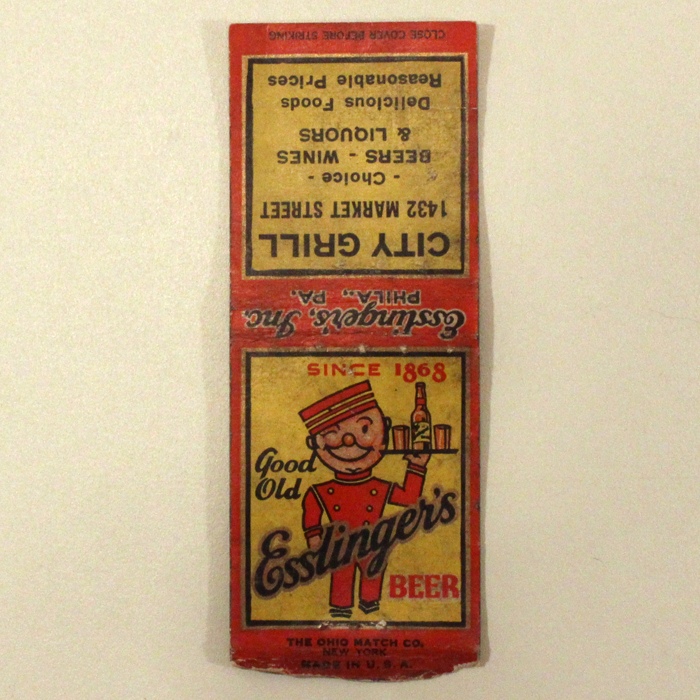 SINCE 1868
Good
Old
Esslinger's
BEER
THE OHIO MATCH CO.
NEW YORK
MADE IN U.S.A.
Esslinger's, Inc.
PHILA., PA.
CITY GRILL
1432 MARKET STREET
- Choice -
BEERS - WINES
& LIQUORS
Delicious Foods
Reasonable Prices
CLOSE COVER BEFORE STRIKING